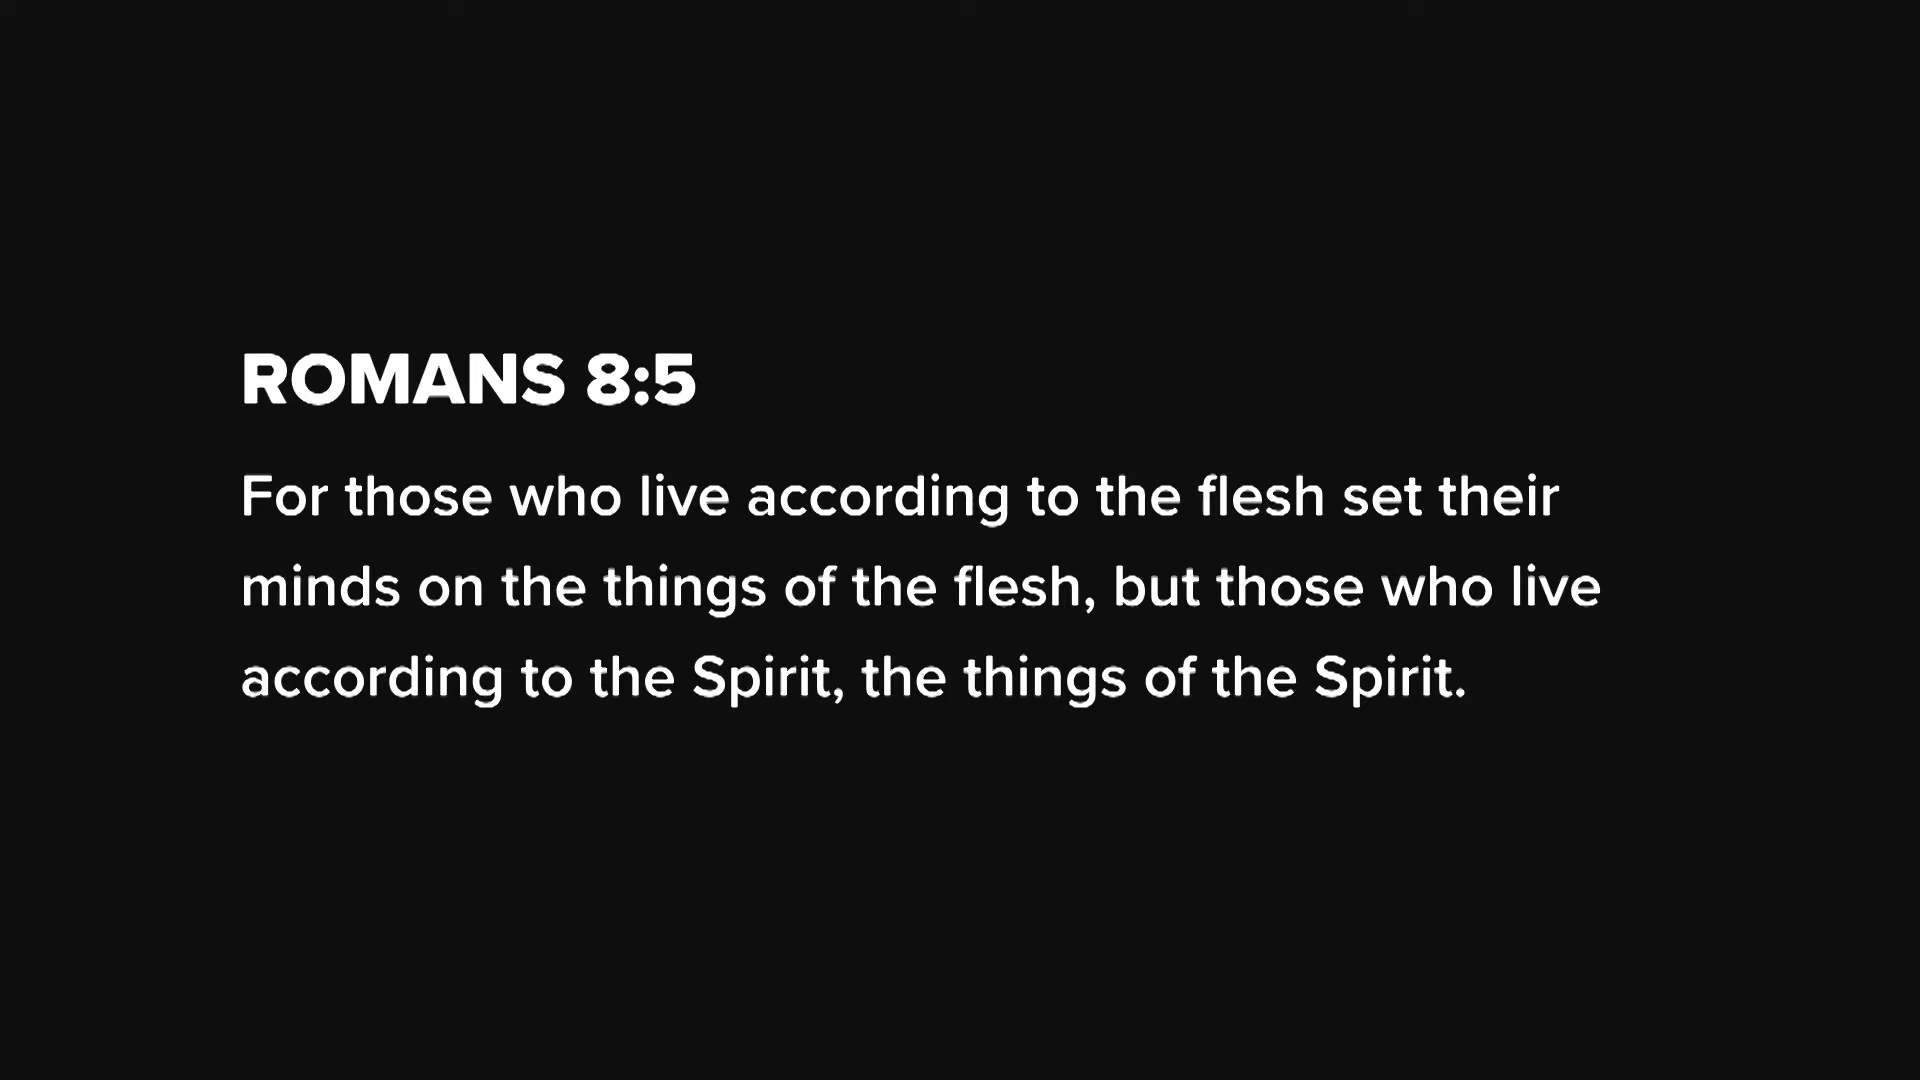 ROMANS 8:5
For those who live according to the flesh set their
minds on the things of the flesh, but those who live
according to the Spirit, the things of the Spirit.